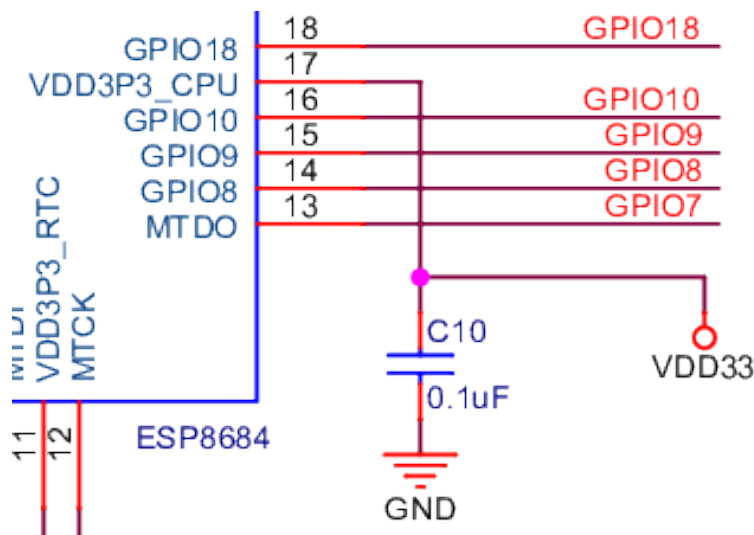 18
GPIO18
GPIO18
17
VDD3P3_CPU
16
GPIO10
GPIO10
15
GPIO9
GPIO9
14
GPIO8
GPIO8
13
MTDO
GPIO7
VDD3P3_RTC
MTCK
C10
VDD33
0.1uF
11
12
ESP8684
GND